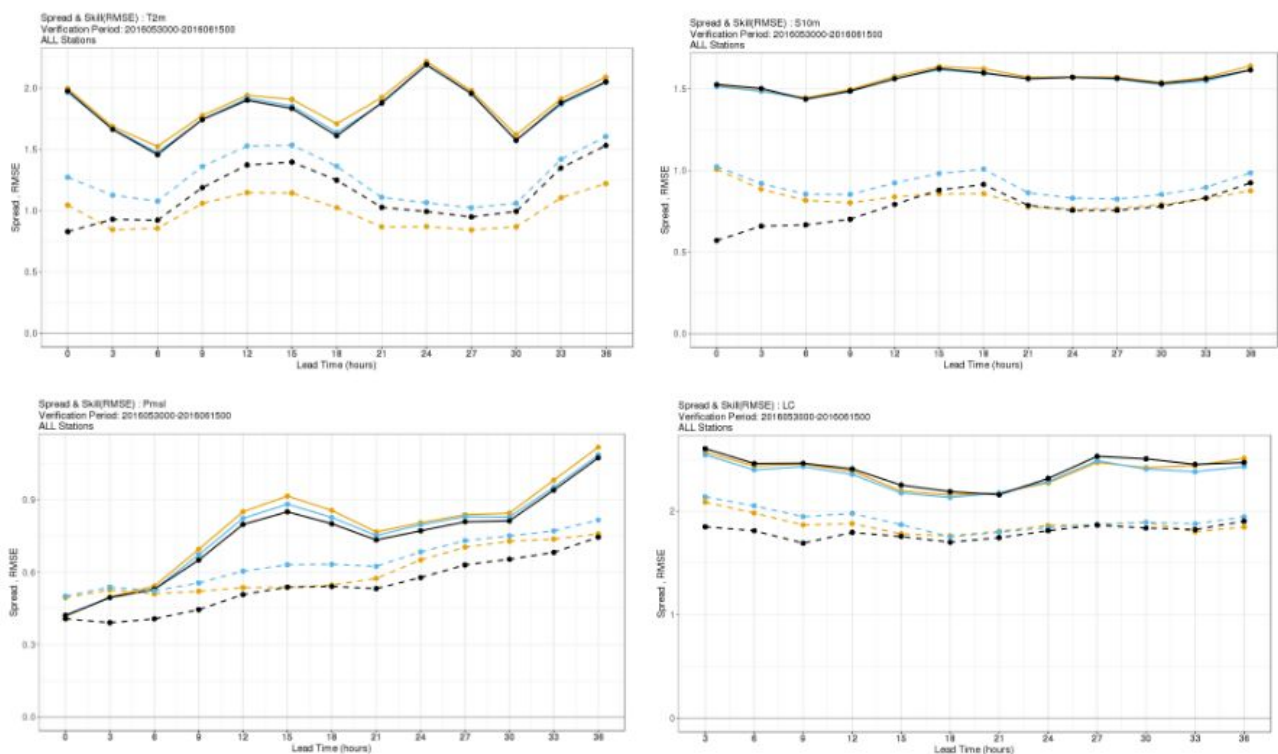 Spread & Skill(RMSE) : T2m
Verification Period: 2016053000-2016061500
ALL Stations
2.0
1.5
1.0
0.5
0.0
Spread , RMSE
0 3 6 9 12 15 18 21 24 27 30 33 36
Lead Time (hours)
Spread & Skill(RMSE) : S10m
Verification Period: 2016053000-2016061500
ALL Stations
1.5
1.0
0.5
0.0
Spread , RMSE
0 3 6 9 12 15 18 21 24 27 30 33 36
Lead Time (hours)
Spread & Skill(RMSE) : Pmsl
Verification Period: 2016053000-2016061500
ALL Stations
0.9
0.6
0.3
0.0
Spread , RMSE
0 3 6 9 12 15 18 21 24 27 30 33 36
Lead Time (hours)
Spread & Skill(RMSE) : LC
Verification Period: 2016053000-2016061500
ALL Stations
2
1
0
Spread , RMSE
3 6 9 12 15 18 21 24 27 30 33 36
Lead Time (hours)